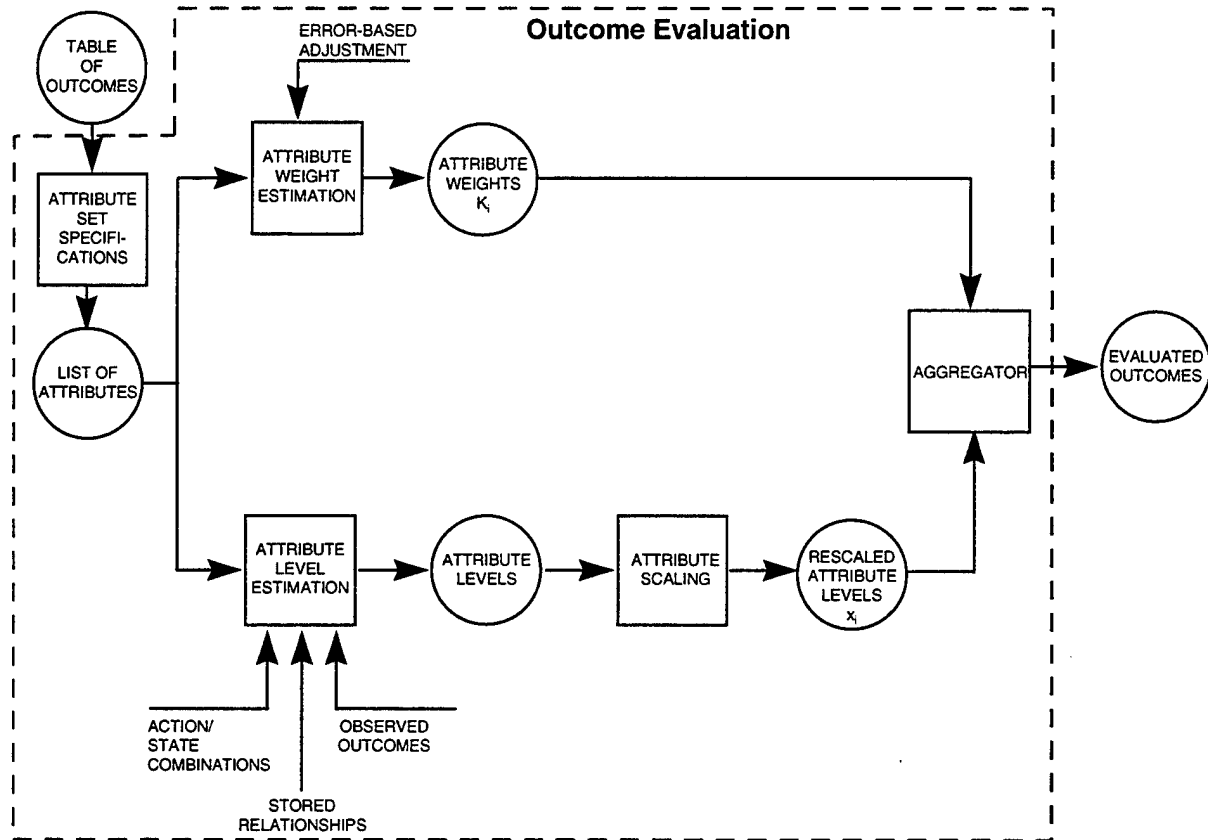 Outcome Evaluation
TABLE
OF
OUTCOMES
ERROR-BASED
ADJUSTMENT
ATTRIBUTE
SET
SPECIFI-
CATIONS
ATTRIBUTE
WEIGHT
ESTIMATION
ATTRIBUTE
WEIGHTS
Ki
LIST OF
ATTRIBUTES
AGGREGATOR
EVALUATED
OUTCOMES
ATTRIBUTE
LEVEL
ESTIMATION
ATTRIBUTE
LEVELS
ATTRIBUTE
SCALING
RESCALED
ATTRIBUTE
LEVELS
xi
ACTION/
STATE
COMBINATIONS
OBSERVED
OUTCOMES
STORED
RELATIONSHIPS